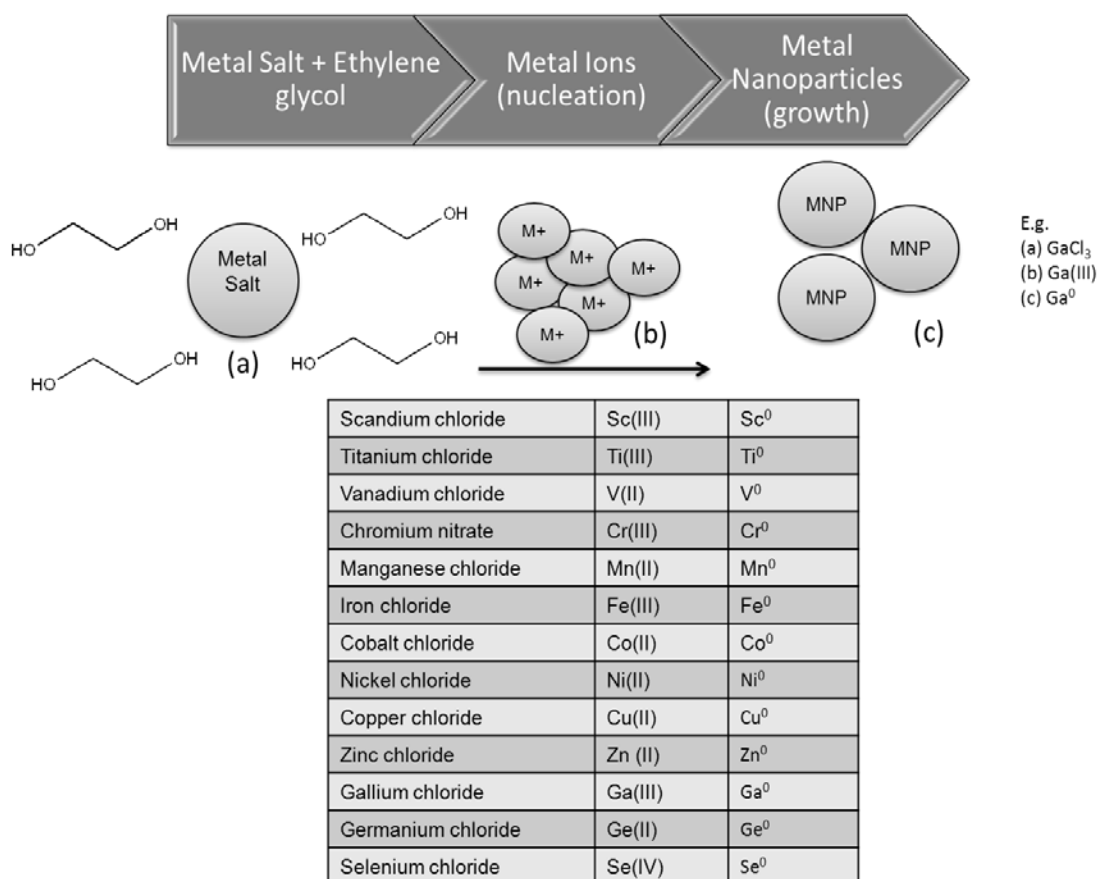 Metal Salt + Ethylene
glycol
Metal Ions
(nucleation)
Metal
Nanoparticles
(growth)
HO
OH
Metal
Salt
HO
OH
HO
OH
HO
OH
(a)
M+
M+
M+
M+
M+
M+
(b)
MNP
MNP
MNP
(c)
E.g.
(a) GaCl₃
(b) Ga(III)
(c) Ga⁰
Scandium chloride Sc(III) Sc⁰
Titanium chloride Ti(III) Ti⁰
Vanadium chloride V(II) V⁰
Chromium nitrate Cr(III) Cr⁰
Manganese chloride Mn(II) Mn⁰
Iron chloride Fe(III) Fe⁰
Cobalt chloride Co(II) Co⁰
Nickel chloride Ni(II) Ni⁰
Copper chloride Cu(II) Cu⁰
Zinc chloride Zn (II) Zn⁰
Gallium chloride Ga(III) Ga⁰
Germanium chloride Ge(II) Ge⁰
Selenium chloride Se(IV) Se⁰